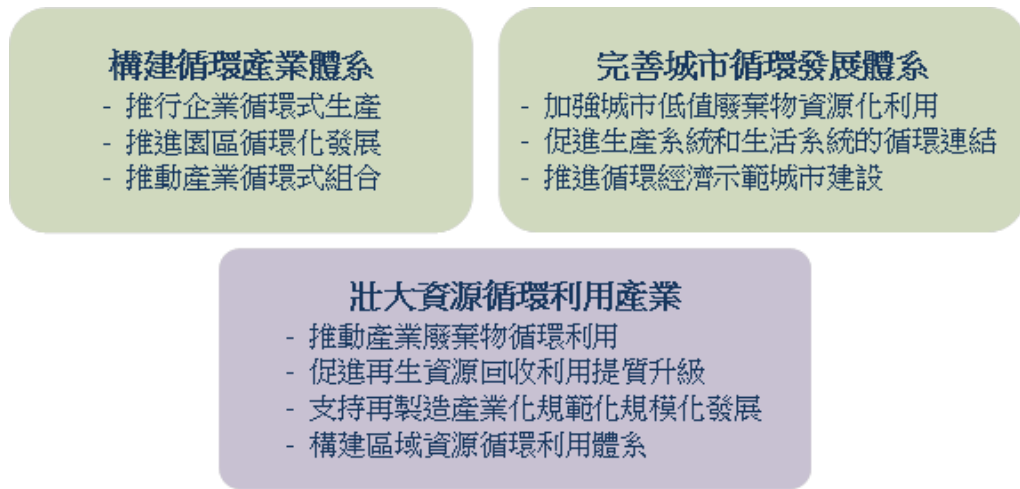 構建循環產業體系
- 推行企業循環式生產
- 推進園區循環化發展
- 推動產業循環式組合
完善城市循環發展體系
- 加強城市低值廢棄物資源化利用
- 促進生產系統和生活系統的循環連結
- 推進循環經濟示範城市建設
壯大資源循環利用產業
- 推動產業廢棄物循環利用
- 促進再生資源回收利用提質升級
- 支持再製造產業化規範化規模化發展
- 構建區域資源循環利用體系